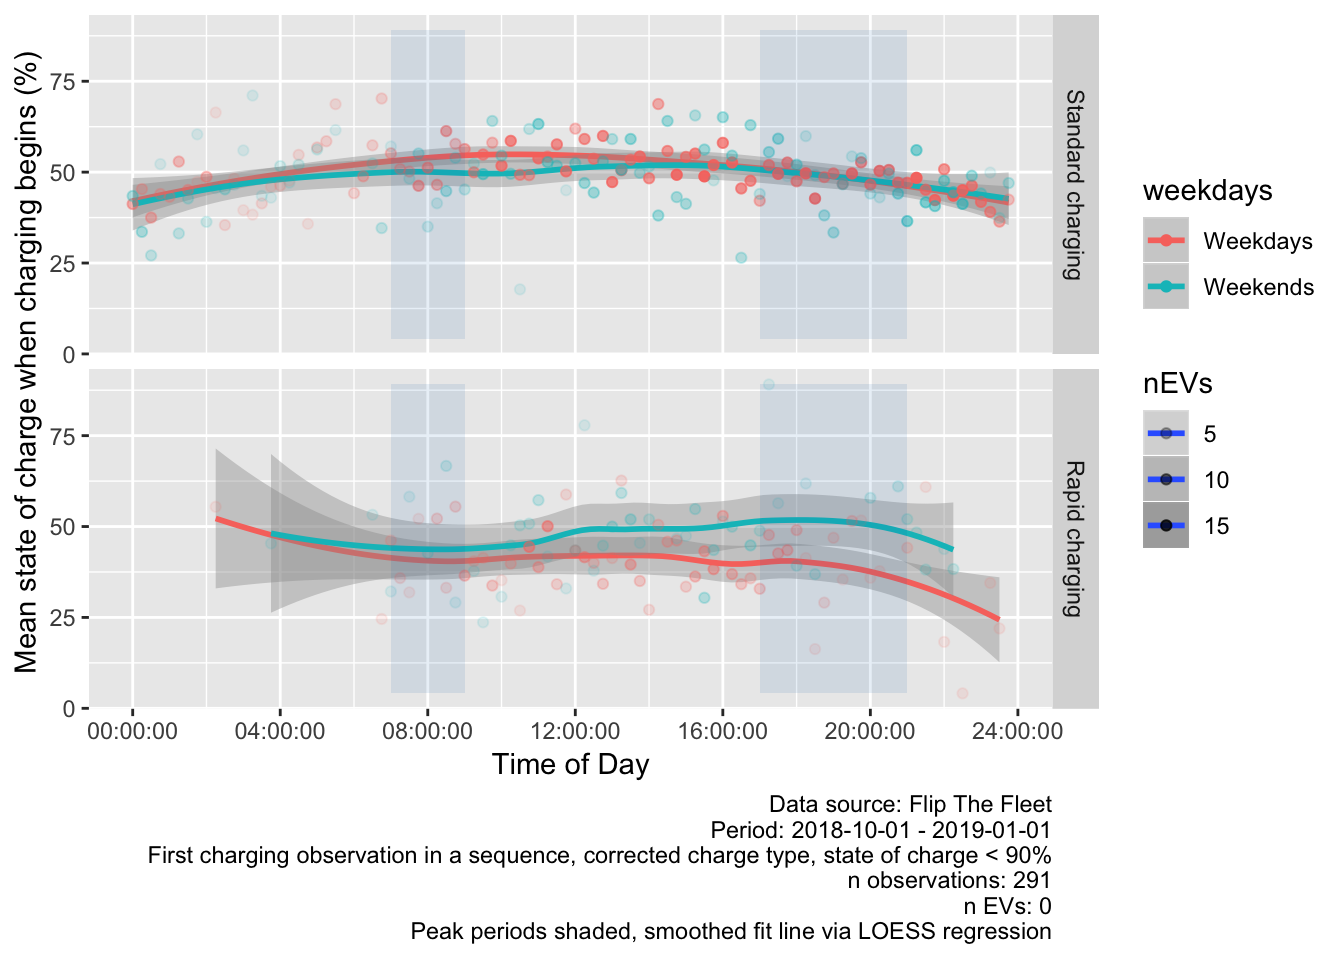 Mean state of charge when charging begins (%)
75
50
25
0
Standard charging
75
50
25
0
Rapid charging
00:00:00 04:00:00 08:00:00 12:00:00 16:00:00 20:00:00 24:00:00
Time of Day
weekdays
Weekdays
Weekends
nEVs
5
10
15
Data source: Flip The Fleet
Period: 2018-10-01 - 2019-01-01
First charging observation in a sequence, corrected charge type, state of charge < 90%
n observations: 291
n EVs: 0
Peak periods shaded, smoothed fit line via LOESS regression